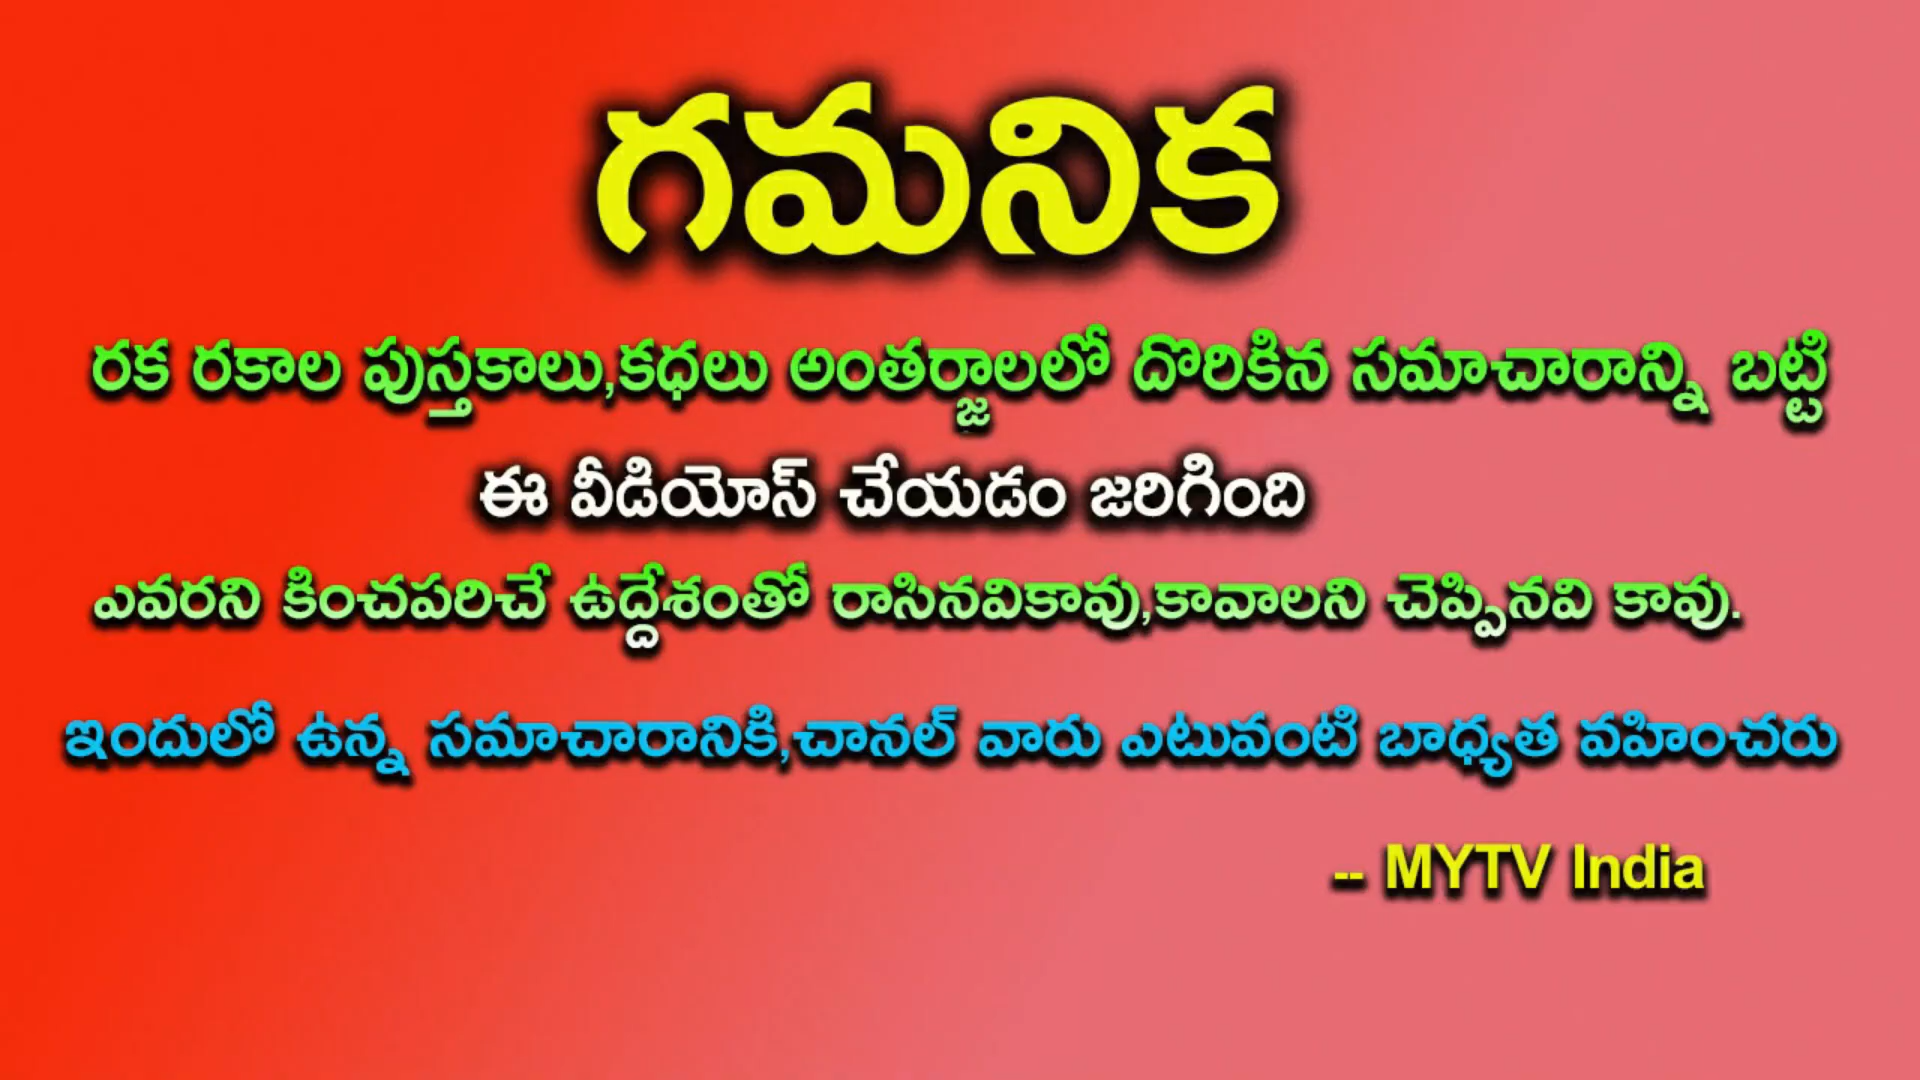 గమనిక
రక రకాల పుస్తకాలు,కధలు అంతర్జాలలో దొరికిన సమాచారాన్ని బట్టి
ఈ వీడియోస్ చేయడం జరిగింది
ఎవరని కించపరిచే ఉద్దేశంతో రాసినవికావు,కావాలని చెప్పినవి కావు.
ఇందులో ఉన్న సమాచారానికి,చానల్ వారు ఎటువంటి బాధ్యత వహించరు
-- MYTV India